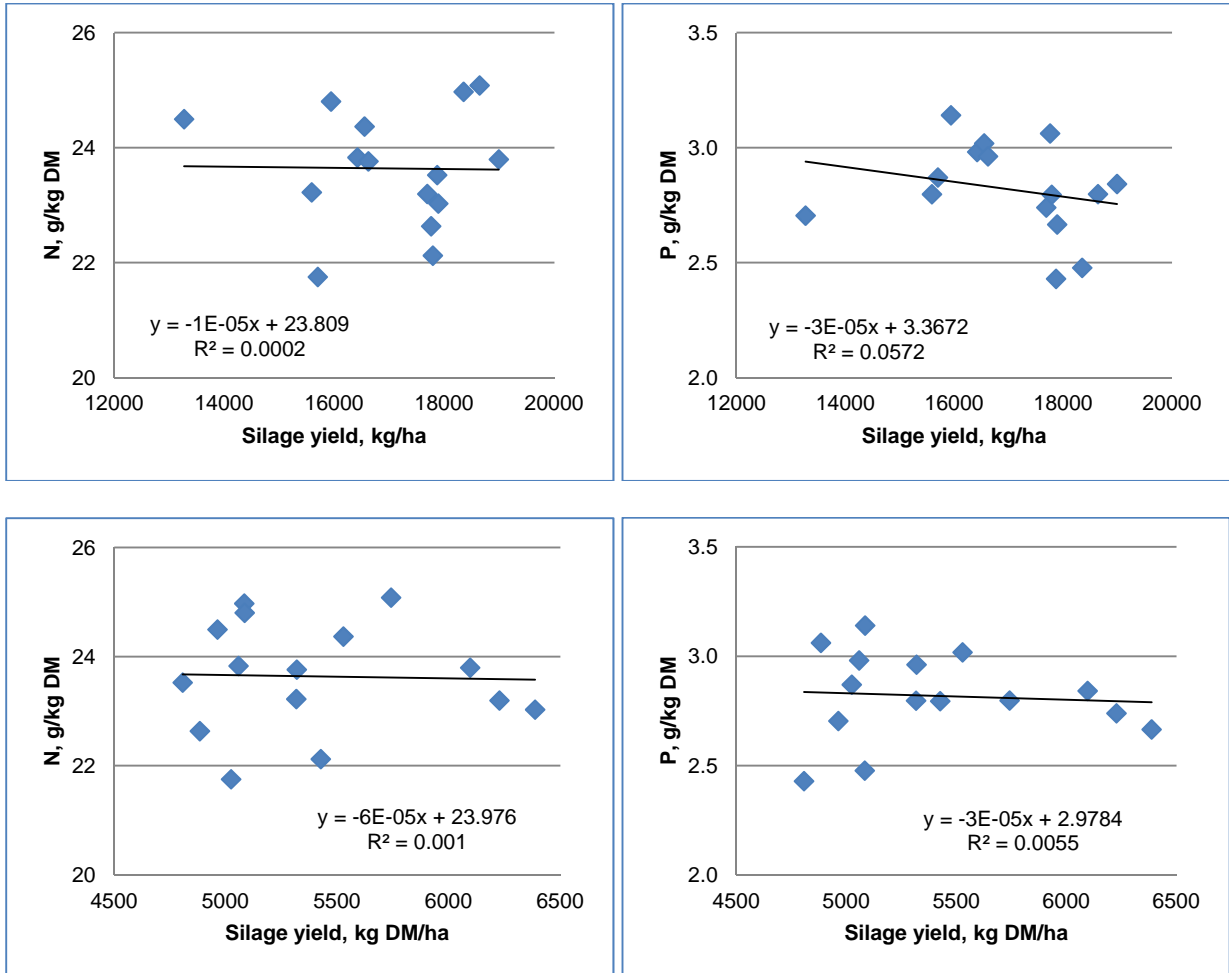 26
24
22
20
N, g/kg DM
y = -1E-05x + 23.809
R² = 0.0002
12000 14000 16000 18000 20000
Silage yield, kg/ha
3.5
3.0
2.5
2.0
P, g/kg DM
y = -3E-05x + 3.3672
R² = 0.0572
12000 14000 16000 18000 20000
Silage yield, kg/ha
26
24
22
20
N, g/kg DM
y = -6E-05x + 23.976
R² = 0.001
4500 5000 5500 6000 6500
Silage yield, kg DM/ha
3.5
3.0
2.5
2.0
P, g/kg DM
y = -3E-05x + 2.9784
R² = 0.0055
4500 5000 5500 6000 6500
Silage yield, kg DM/ha